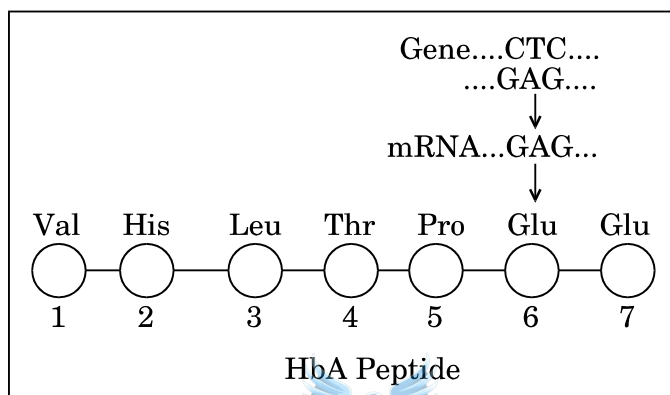 Gene....CTC....
....GAG....
mRNA...GAG...
Val His Leu Thr Pro Glu Glu
1 2 3 4 5 6 7
HbA Peptide